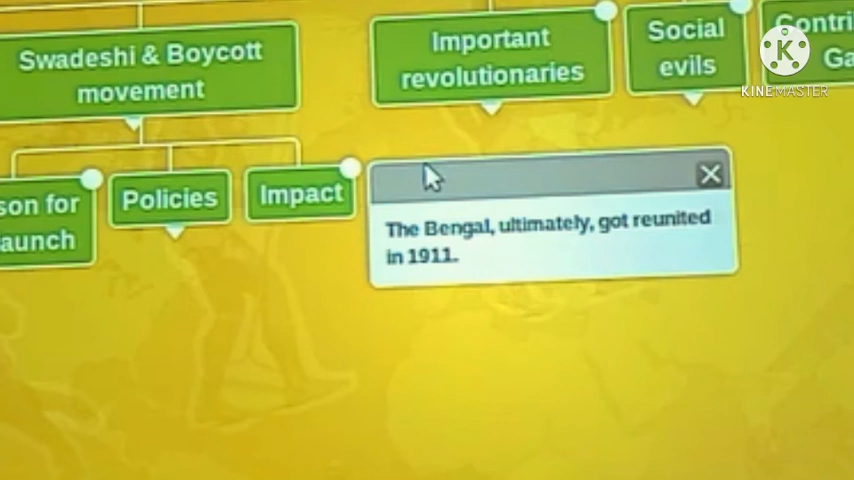 Swadeshi & Boycott
movement
Important
revolutionaries
Social
evils
KINEMASTER
son for
aunch
Policies
Impact
The Bengal, ultimately, got reunited
in 1911.